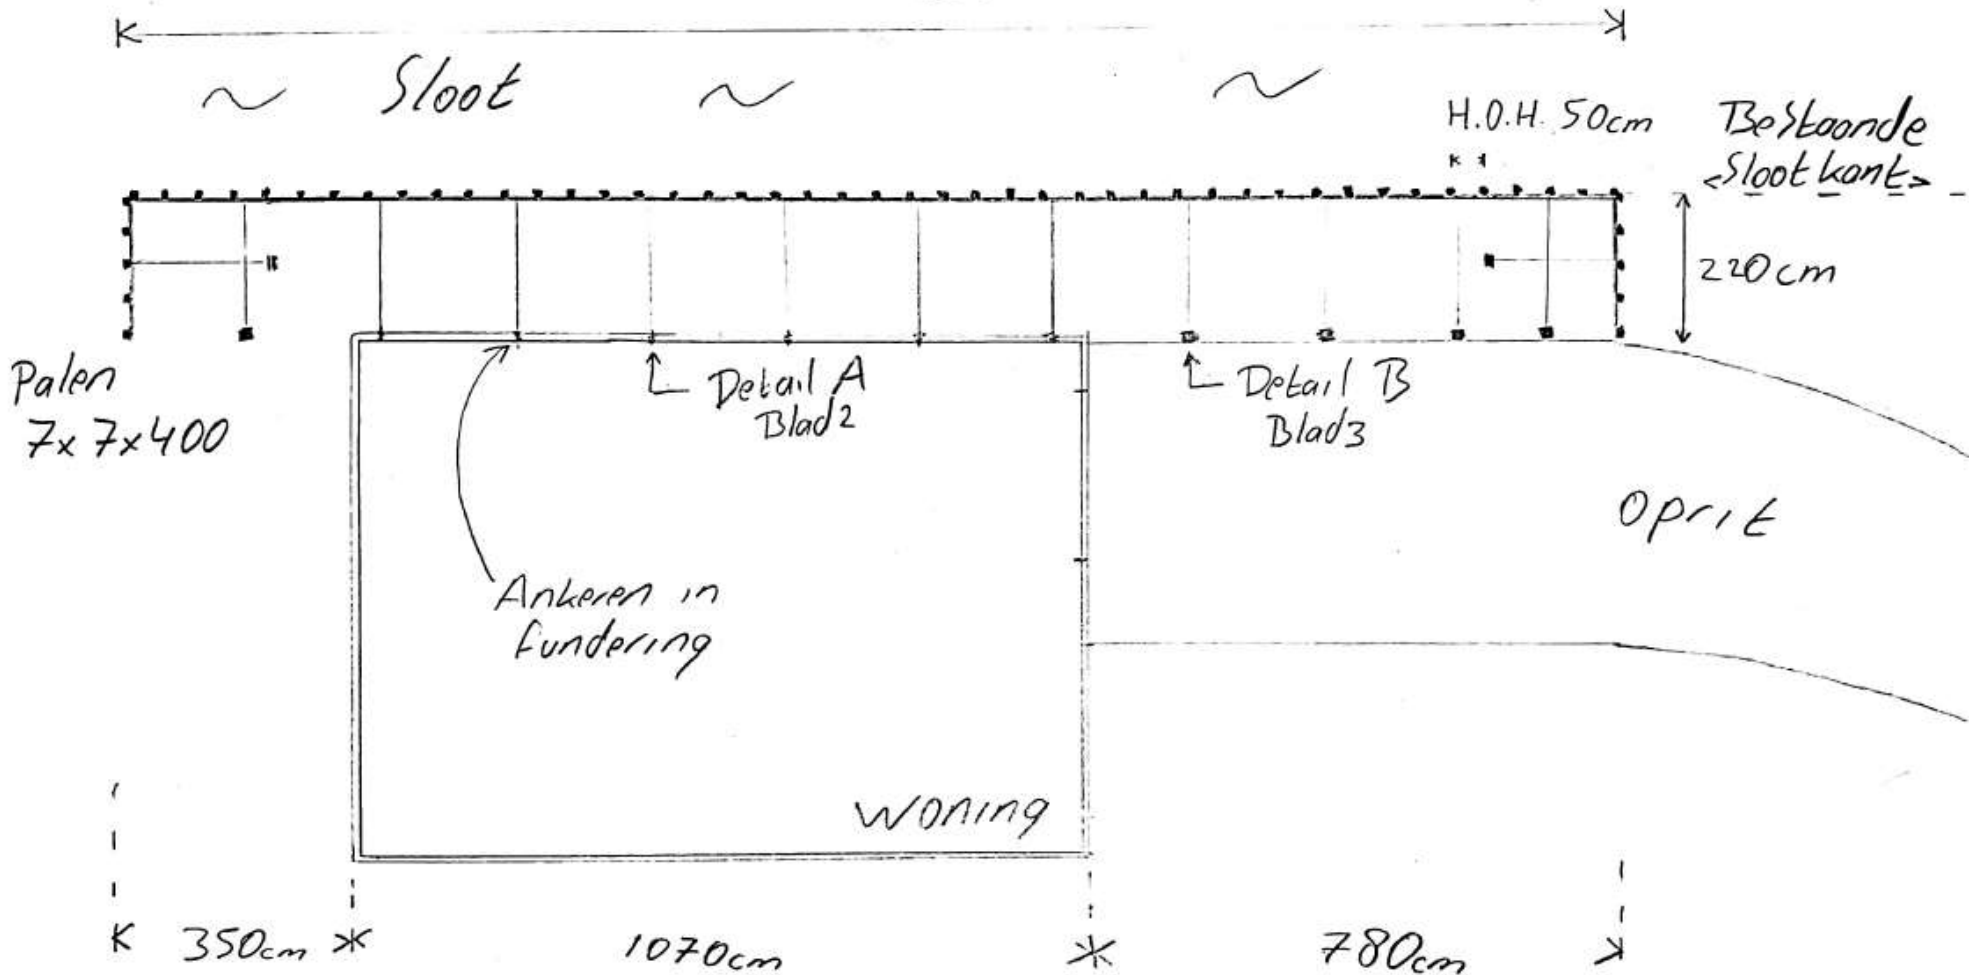 Sloot
H.O.H. 50cm
Bestaande
Slootkant
220cm
Palen
7x7x400
Detail A
Blad2
Detail B
Blad3
Oprit
Ankeren in
fundering
Woning
350cm
1070cm
780cm